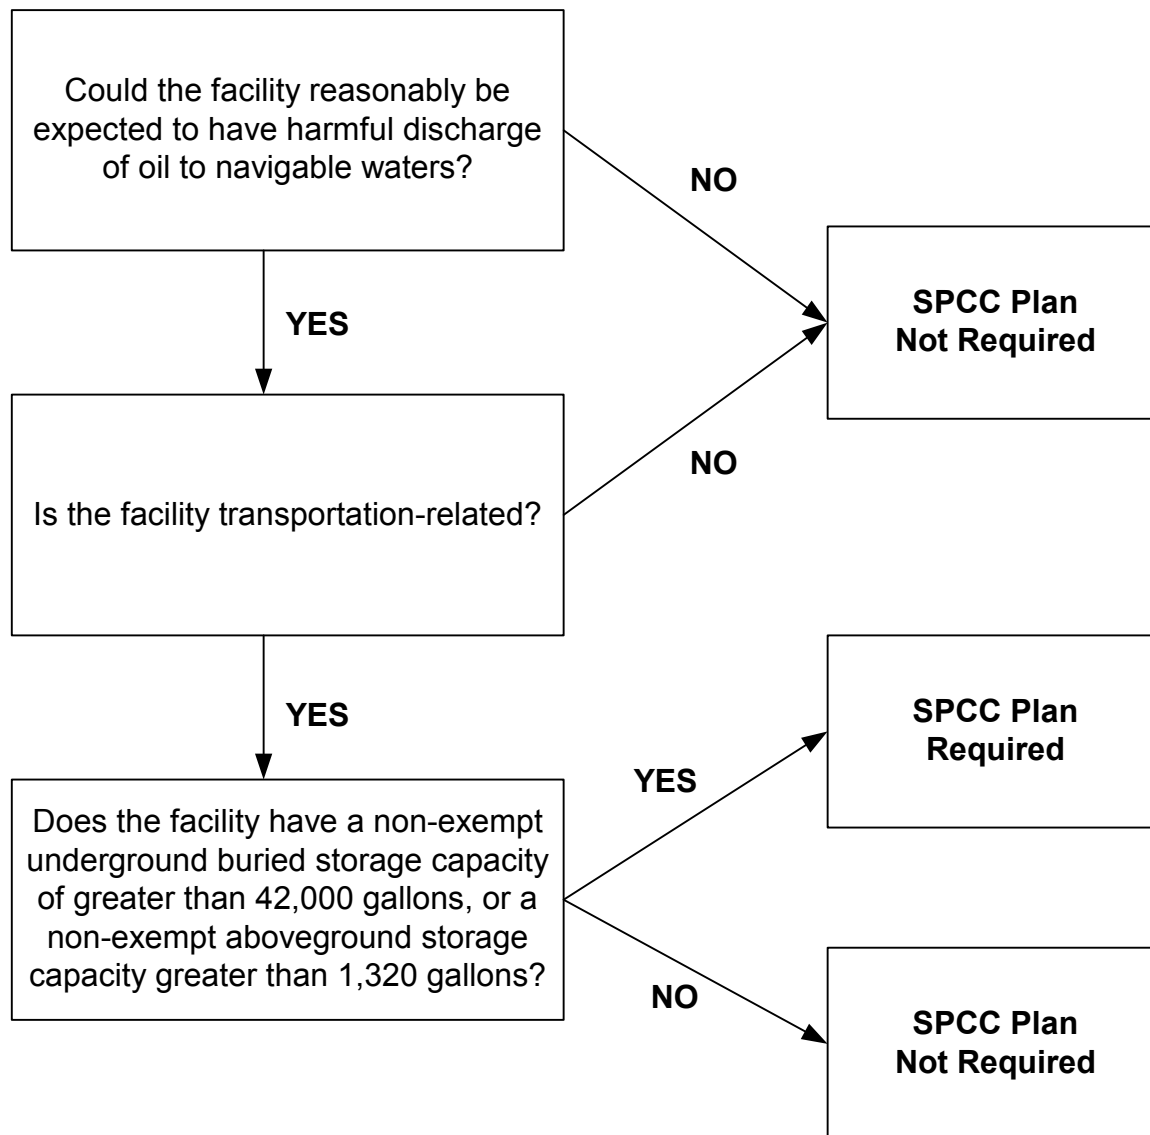 Could the facility reasonably be
expected to have harmful discharge
of oil to navigable waters?
NO
SPCC Plan
Not Required
YES
NO
Is the facility transportation-related?
YES
SPCC Plan
Required
YES
Does the facility have a non-exempt
underground buried storage capacity
of greater than 42,000 gallons, or a
non-exempt aboveground storage
capacity greater than 1,320 gallons?
NO
SPCC Plan
Not Required